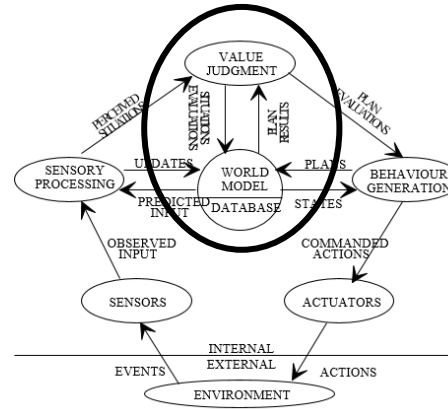 VALUE
JUDGMENT
PERCEIVED
SITUATIONS
SITUATIONS
EVALUATIONS
PLAN
RESULTS
PLAN
EVALUATIONS
SENSORY
PROCESSING
UPDATES
PREDICTED
INPUT
WORLD
MODEL
DATABASE
PLANS
STATES
BEHAVIOUR
GENERATION
OBSERVED
INPUT
COMMANDED
ACTIONS
SENSORS
ACTUATORS
INTERNAL
EXTERNAL
EVENTS
ACTIONS
ENVIRONMENT